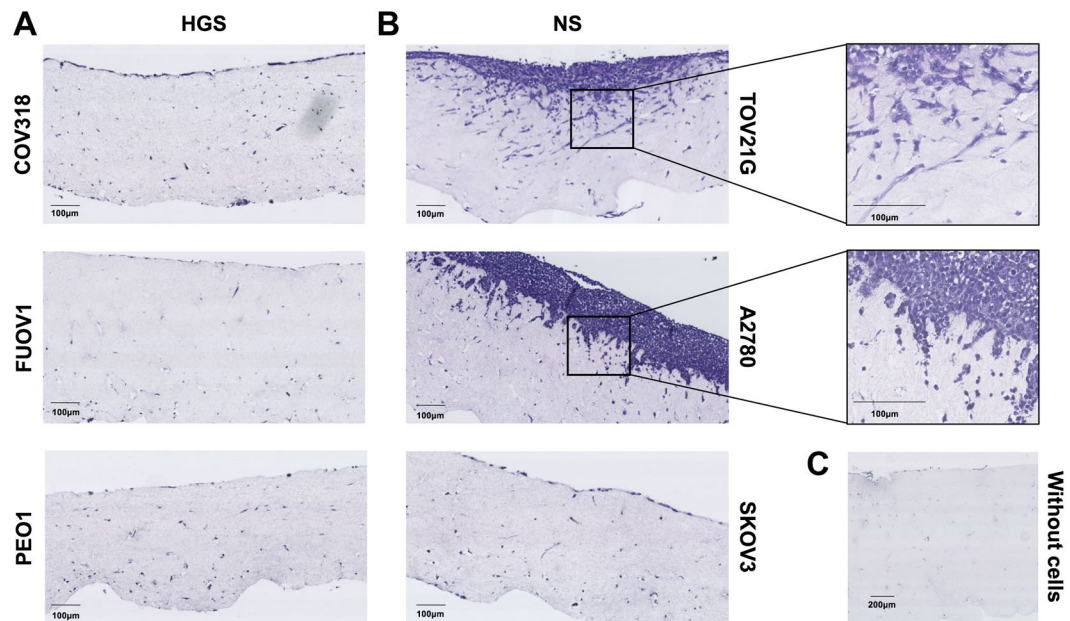 A
HGS
B
NS
COV318
100µm
100µm
TOV21G
100µm
FUOV1
100µm
100µm
A2780
100µm
PEO1
100µm
100µm
SKOV3
C
200µm
Without cells